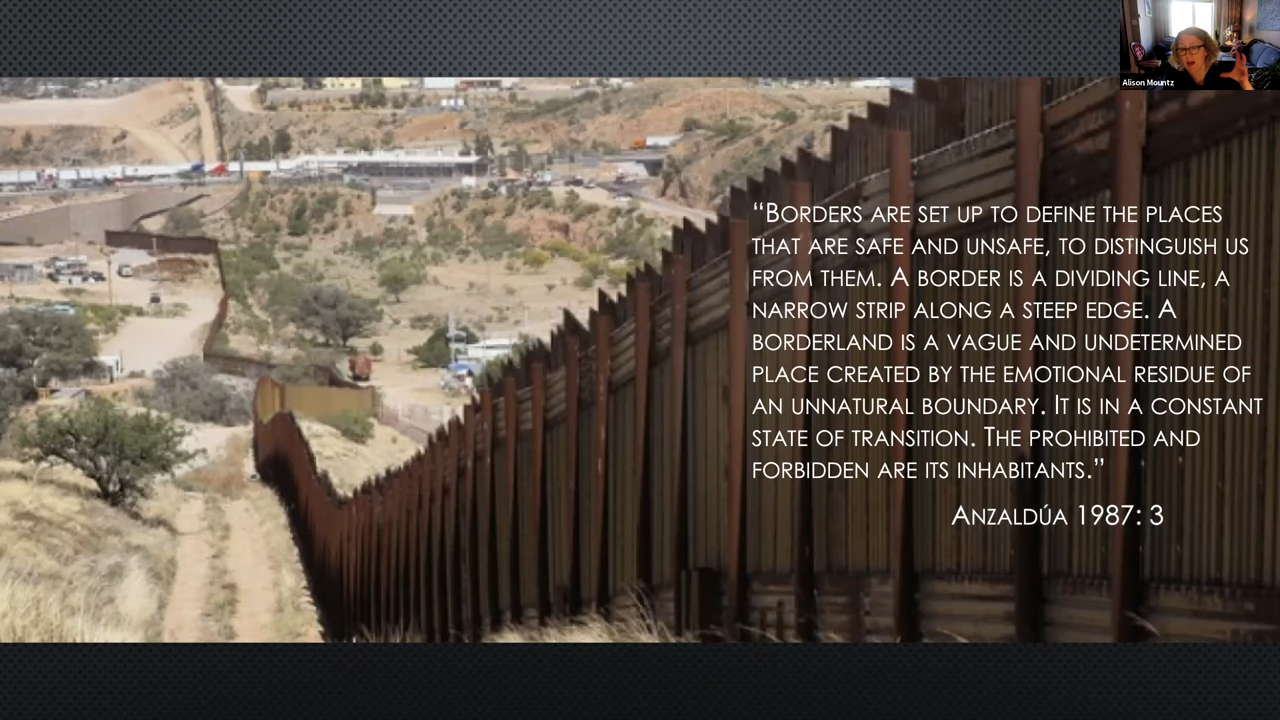 Alison Mountz
“Borders are set up to define the places
that are safe and unsafe, to distinguish us
from them. A border is a dividing line, a
narrow strip along a steep edge. A
borderland is a vague and undetermined
place created by the emotional residue of
an unnatural boundary. It is in a constant
state of transition. The prohibited and
forbidden are its inhabitants.”
Anzaldúa 1987: 3